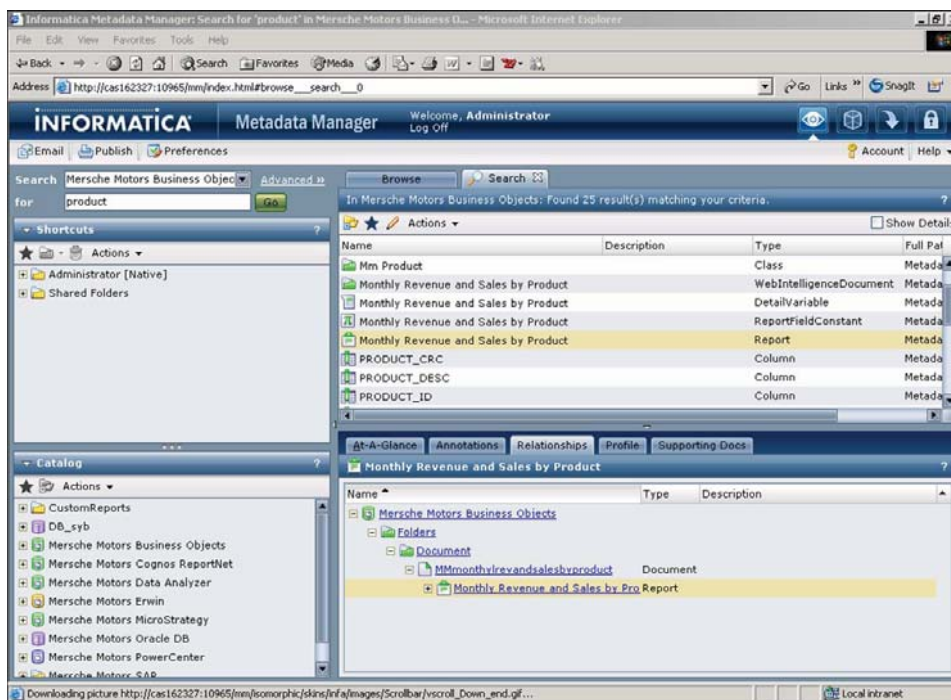 Informatica Metadata Manager: Search for 'product' in Mersche Motors Business O... - Microsoft Internet Explorer
File Edit View Favorites Tools Help
Back Search Favorites Media
Address http://cas162327:10965/mm/index.html#browse__search__0 Go Links » SnagIt
INFORMATICA Metadata Manager Welcome, Administrator
Log Off
Email Publish Preferences Account Help
Search Mersche Motors Business Objec Advanced »
for product Go
Shortcuts ?
Actions
Administrator [Native]
Shared Folders
Catalog ?
Actions
CustomReports
DB_syb
Mersche Motors Business Objects
Mersche Motors Cognos ReportNet
Mersche Motors Data Analyzer
Mersche Motors Erwin
Mersche Motors MicroStrategy
Mersche Motors Oracle DB
Mersche Motors PowerCenter
Mersche Motors SAP
Browse Search
In Mersche Motors Business Objects: Found 25 result(s) matching your criteria. ?
Actions Show Detail
Name Description Type Full Pat
Mm Product Class Metada
Monthly Revenue and Sales by Product WebIntelligenceDocument Metada
Monthly Revenue and Sales by Product DetailVariable Metada
Monthly Revenue and Sales by Product ReportFieldConstant Metada
Monthly Revenue and Sales by Product Report Metada
PRODUCT_CRC Column Metada
PRODUCT_DESC Column Metada
PRODUCT_ID Column Metada
At-A-Glance Annotations Relationships Profile Supporting Docs
Monthly Revenue and Sales by Product ?
Name Type Description
Mersche Motors Business Objects
Folders
Document
MMmonthylrevandsalesbyproduct Document
Monthly Revenue and Sales by Pro Report
Downloading picture http://cas162327:10965/mm/isomorphic/skins/infa/images/Scrollbar/vscroll_Down_end.gif... Local intranet